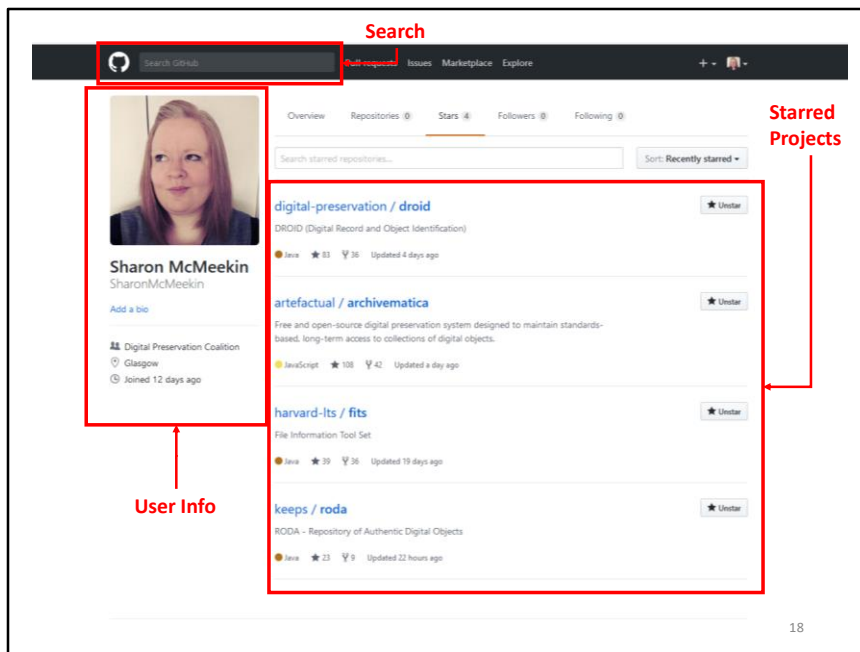 Search
Search GitHub
Pull requests Issues Marketplace Explore
Overview Repositories 0 Stars 4 Followers 0 Following 0
Starred
Projects
Search starred repositories...
Sort: Recently starred
digital-preservation / droid
Unstar
DROID (Digital Record and Object Identification)
Java 83 36 Updated 4 days ago
Sharon McMeekin
SharonMcMeekin
Add a bio
Digital Preservation Coalition
Glasgow
Joined 12 days ago
artefactual / archivematica
Unstar
Free and open-source digital preservation system designed to maintain standards-
based, long-term access to collections of digital objects.
JavaScript 108 42 Updated a day ago
harvard-lts / fits
Unstar
File Information Tool Set
Java 39 36 Updated 19 days ago
User Info
keeps / roda
Unstar
RODA - Repository of Authentic Digital Objects
Java 23 9 Updated 22 hours ago
18